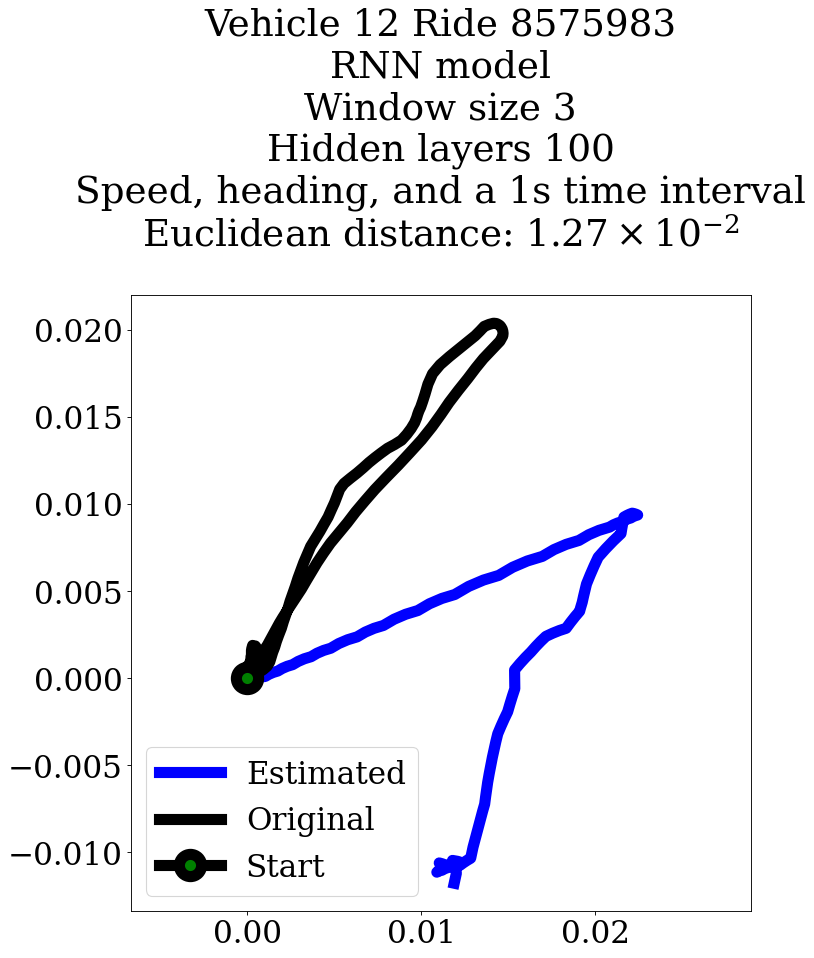 Vehicle 12 Ride 8575983
RNN model
Window size 3
Hidden layers 100
Speed, heading, and a 1s time interval
Euclidean distance: 1.27 × 10⁻²
0.020
0.015
0.010
0.005
0.000
−0.005
−0.010
Estimated
Original
Start
0.00 0.01 0.02